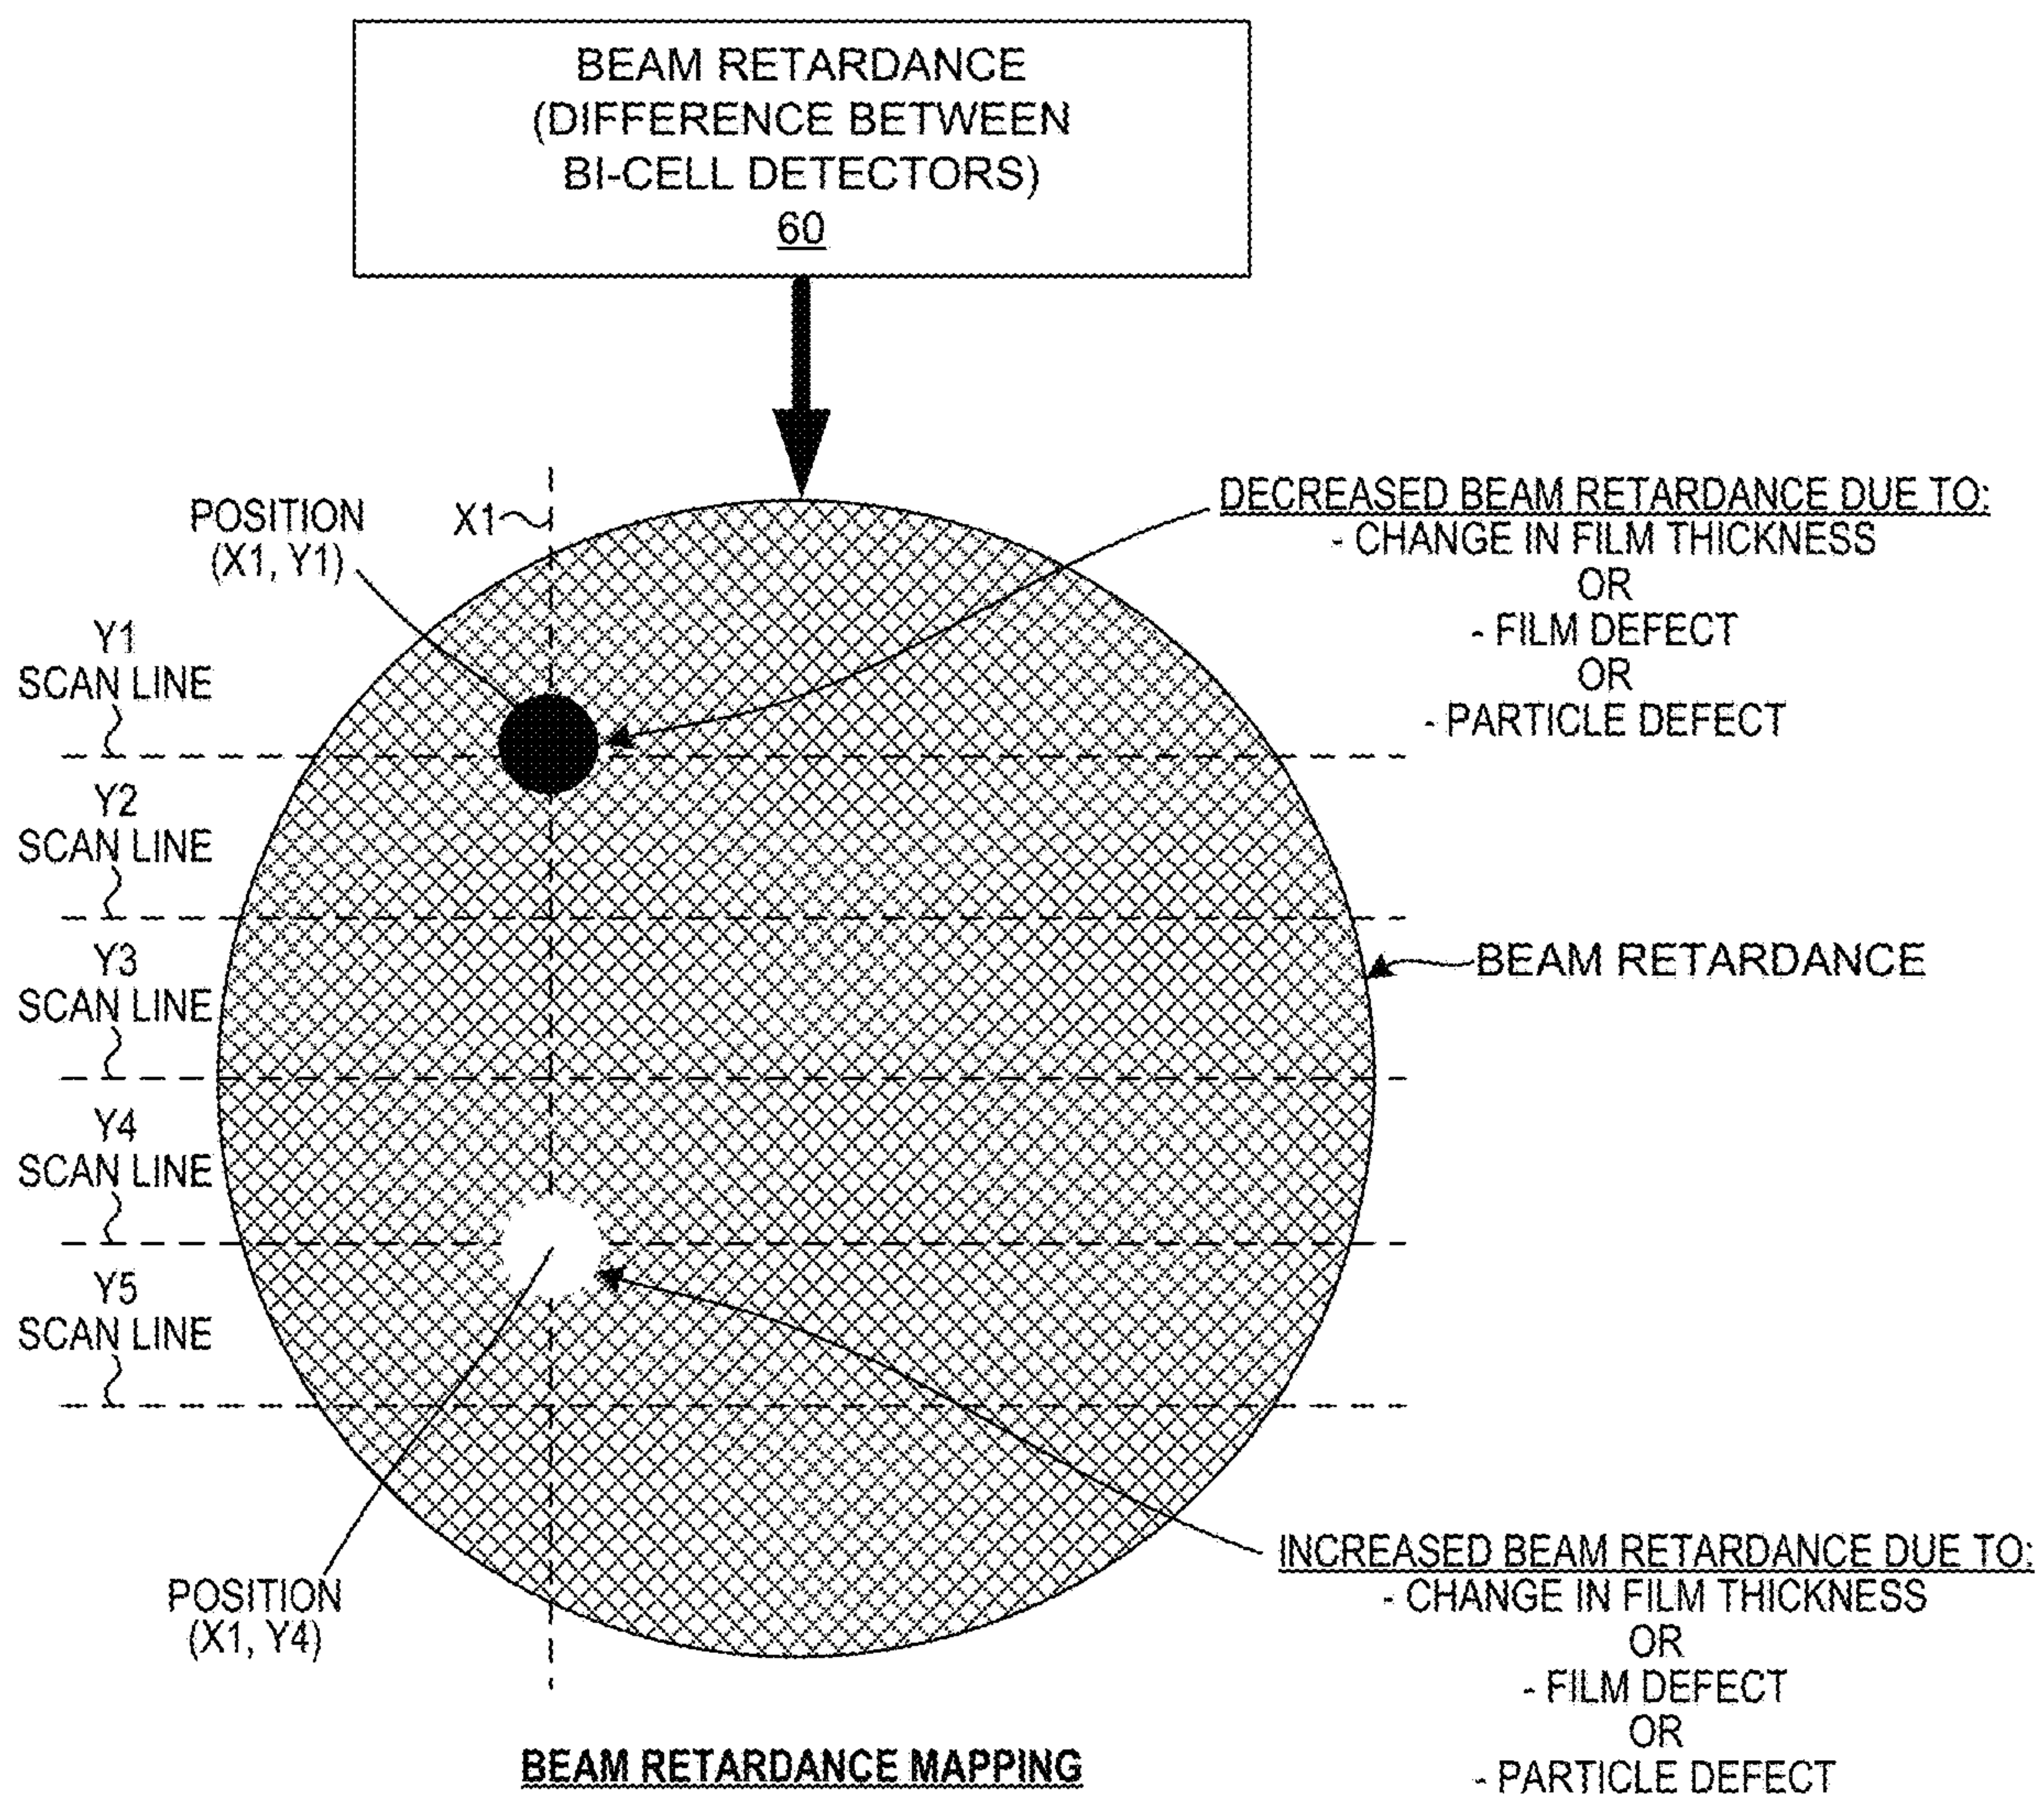 BEAM RETARDANCE
(DIFFERENCE BETWEEN
BI-CELL DETECTORS)
60
POSITION
(X1, Y1)
X1
DECREASED BEAM RETARDANCE DUE TO:
- CHANGE IN FILM THICKNESS
OR
- FILM DEFECT
OR
- PARTICLE DEFECT
Y1
SCAN LINE
Y2
SCAN LINE
Y3
SCAN LINE
BEAM RETARDANCE
Y4
SCAN LINE
Y5
SCAN LINE
POSITION
(X1, Y4)
INCREASED BEAM RETARDANCE DUE TO:
- CHANGE IN FILM THICKNESS
OR
- FILM DEFECT
OR
- PARTICLE DEFECT
BEAM RETARDANCE MAPPING